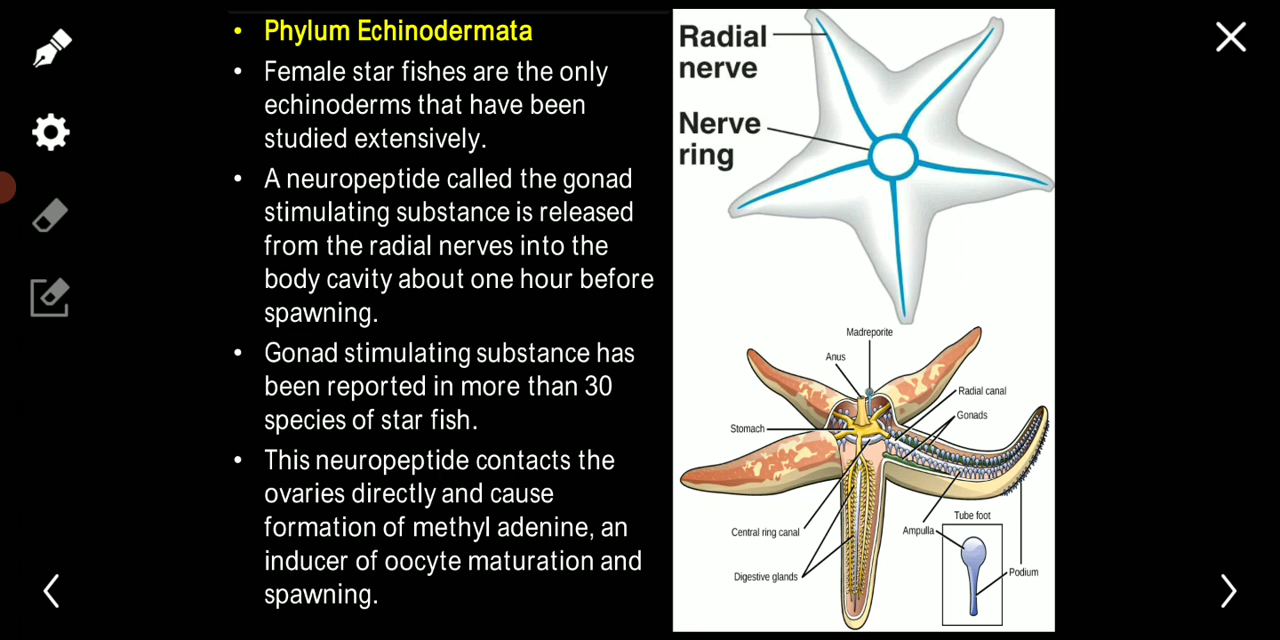 • Phylum Echinodermata
• Female star fishes are the only
echinoderms that have been
studied extensively.
• A neuropeptide called the gonad
stimulating substance is released
from the radial nerves into the
body cavity about one hour before
spawning.
• Gonad stimulating substance has
been reported in more than 30
species of star fish.
• This neuropeptide contacts the
ovaries directly and cause
formation of methyl adenine, an
inducer of oocyte maturation and
spawning.
Radial
nerve
Nerve
ring
Madreporite
Anus
Radial canal
Gonads
Stomach
Central ring canal
Digestive glands
Ampulla
Tube foot
Podium